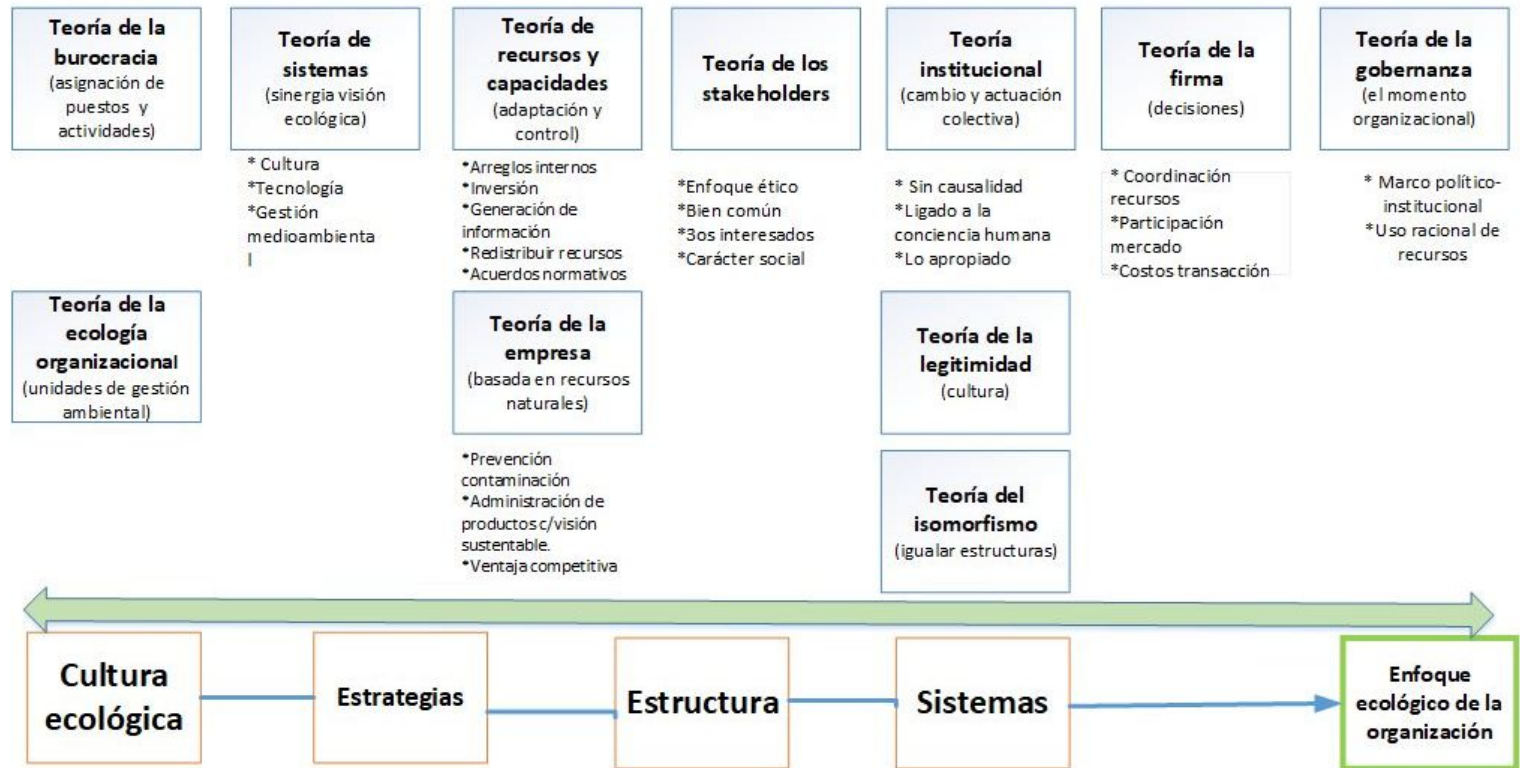 Teoría de la
burocracia
(asignación de
puestos y
actividades)
Teoría de
sistemas
(sinergia visión
ecológica)
Teoría de
recursos y
capacidades
(adaptación y
control)
Teoría de los
stakeholders
Teoría
institucional
(cambio y actuación
colectiva)
Teoría de la
firma
(decisiones)
Teoría de la
gobernanza
(el momento
organizacional)
* Cultura
*Tecnología
*Gestión
medioambienta
l
*Arreglos internos
*Inversión
*Generación de
información
*Redistribuir recursos
*Acuerdos normativos
*Enfoque ético
*Bien común
*3os interesados
*Carácter social
* Sin causalidad
*Ligado a la
conciencia humana
*Lo apropiado
* Coordinación
recursos
*Participación
mercado
*Costos transacción
* Marco político-
institucional
*Uso racional de
recursos
Teoría de la
ecología
organizacional
(unidades de gestión
ambiental)
Teoría de la
empresa
(basada en recursos
naturales)
Teoría de la
legitimidad
(cultura)
*Prevención
contaminación
*Administración de
productos c/visión
sustentable.
*Ventaja competitiva
Teoría del
isomorfismo
(igualar estructuras)
Cultura
ecológica
Estrategias
Estructura
Sistemas
Enfoque
ecológico de la
organización